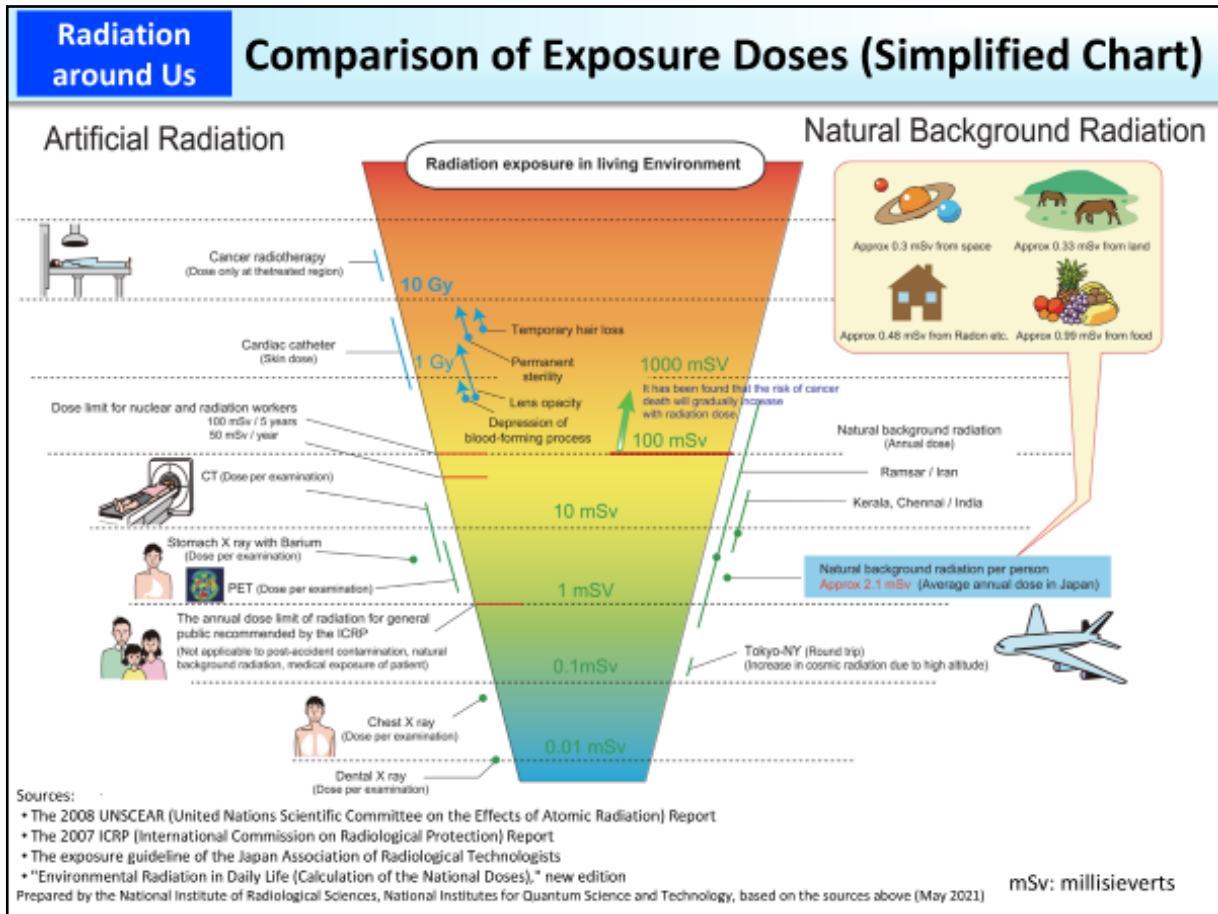 Radiation
around Us
Comparison of Exposure Doses (Simplified Chart)
Artificial Radiation
Natural Background Radiation
Radiation exposure in living Environment
Approx 0.3 mSv from space
Approx 0.33 mSv from land
Approx 0.48 mSv from Radon etc.
Approx 0.99 mSv from food
Cancer radiotherapy
(Dose only at thetreated region)
10 Gy
Temporary hair loss
Cardiac catheter
(Skin dose)
1 Gy
Permanent
sterility
1000 mSV
It has been found that the risk of cancer
death will gradually increase
with radiation dose.
Lens opacity
Depression of
blood-forming process
100 mSv
Dose limit for nuclear and radiation workers
100 mSv / 5 years
50 mSv / year
Natural background radiation
(Annual dose)
Ramsar / Iran
Kerala, Chennai / India
CT (Dose per examination)
10 mSv
Stomach X ray with Barium
(Dose per examination)
PET (Dose per examination)
1 mSV
Natural background radiation per person
Approx 2.1 mSv (Average annual dose in Japan)
The annual dose limit of radiation for general
public recommended by the ICRP
(Not applicable to post-accident contamination, natural
background radiation, medical exposure of patient)
0.1mSv
Tokyo-NY (Round trip)
(Increase in cosmic radiation due to high altitude)
Chest X ray
(Dose per examination)
0.01 mSv
Dental X ray
(Dose per examination)
Sources:
• The 2008 UNSCEAR (United Nations Scientific Committee on the Effects of Atomic Radiation) Report
• The 2007 ICRP (International Commission on Radiological Protection) Report
• The exposure guideline of the Japan Association of Radiological Technologists
• "Environmental Radiation in Daily Life (Calculation of the National Doses)," new edition
Prepared by the National Institute of Radiological Sciences, National Institutes for Quantum Science and Technology, based on the sources above (May 2021)
mSv: millisieverts